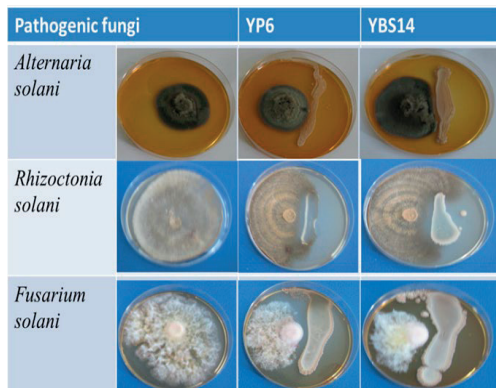 Pathogenic fungi YP6 YBS14
Alternaria
solani
Rhizoctonia
solani
Fusarium
solani